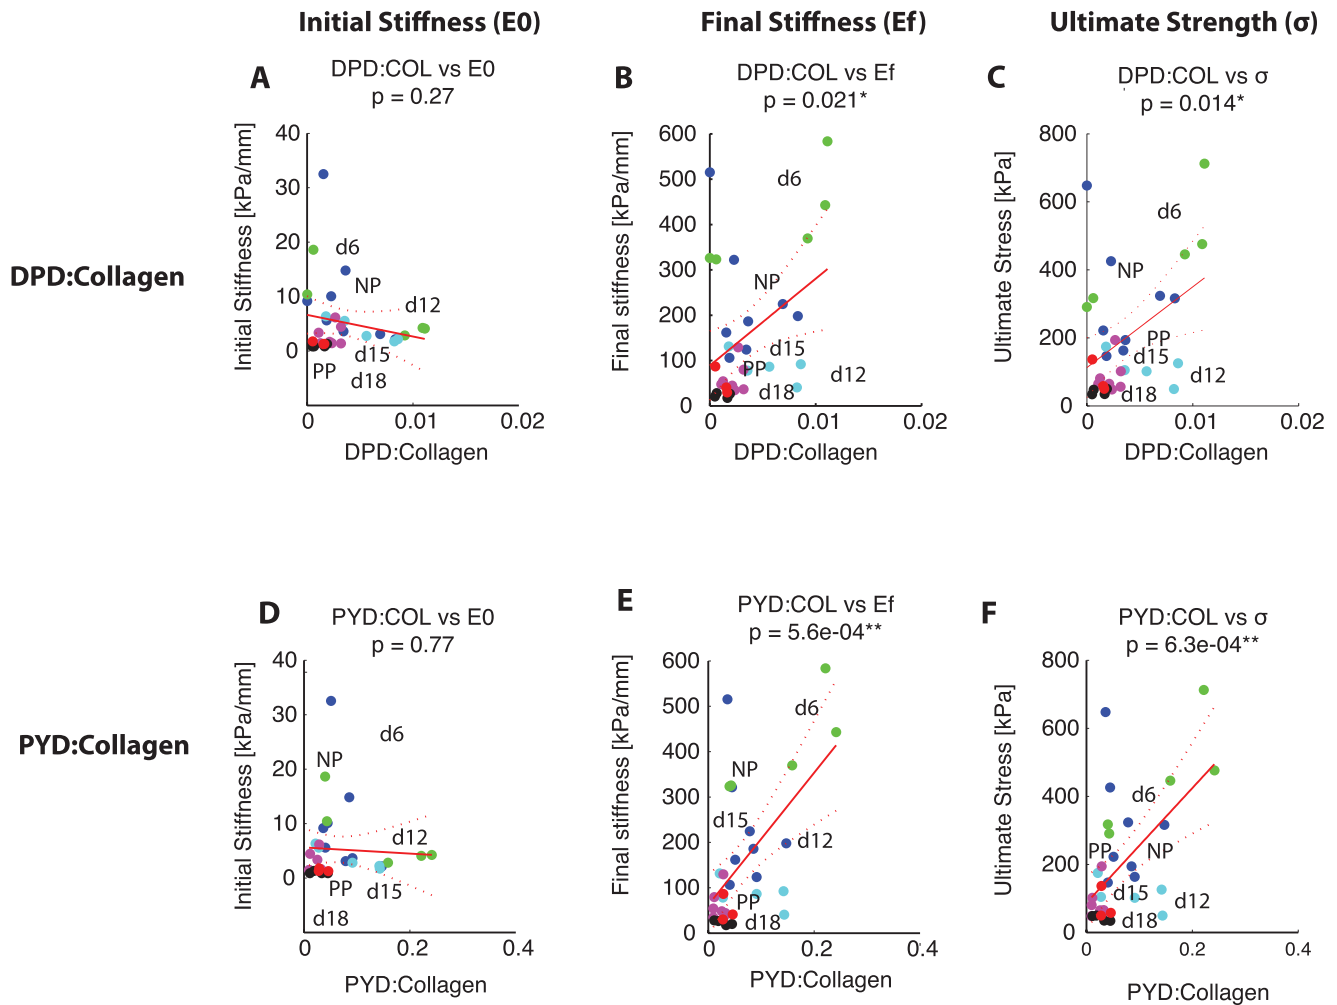 Initial Stiffness (E0)
Final Stiffness (Ef)
Ultimate Strength (σ)
DPD:Collagen
A
DPD:COL vs E0
p = 0.27
Initial Stiffness [kPa/mm]
40
30
20
10
0
d6
NP
d12
d15
PP
d18
0
0.01
0.02
DPD:Collagen
B
DPD:COL vs Ef
p = 0.021*
Final stiffness [kPa/mm]
600
500
400
300
200
100
0
d6
NP
d15
PP
d12
d18
0
0.01
0.02
DPD:Collagen
C
DPD:COL vs σ
p = 0.014*
Ultimate Stress [kPa]
800
600
400
200
0
d6
NP
PP
d15
d12
d18
0
0.01
0.02
DPD:Collagen
PYD:Collagen
D
PYD:COL vs E0
p = 0.77
Initial Stiffness [kPa/mm]
40
30
20
10
0
d6
NP
d12
PP
d15
d18
0
0.2
0.4
PYD:Collagen
E
PYD:COL vs Ef
p = 5.6e-04**
Final stiffness [kPa/mm]
600
500
400
300
200
100
0
d6
NP
d15
d12
PP
d18
0
0.2
0.4
PYD:Collagen
F
PYD:COL vs σ
p = 6.3e-04**
Ultimate Stress [kPa]
800
600
400
200
0
d6
PP
NP
d15
d12
d18
0
0.2
0.4
PYD:Collagen